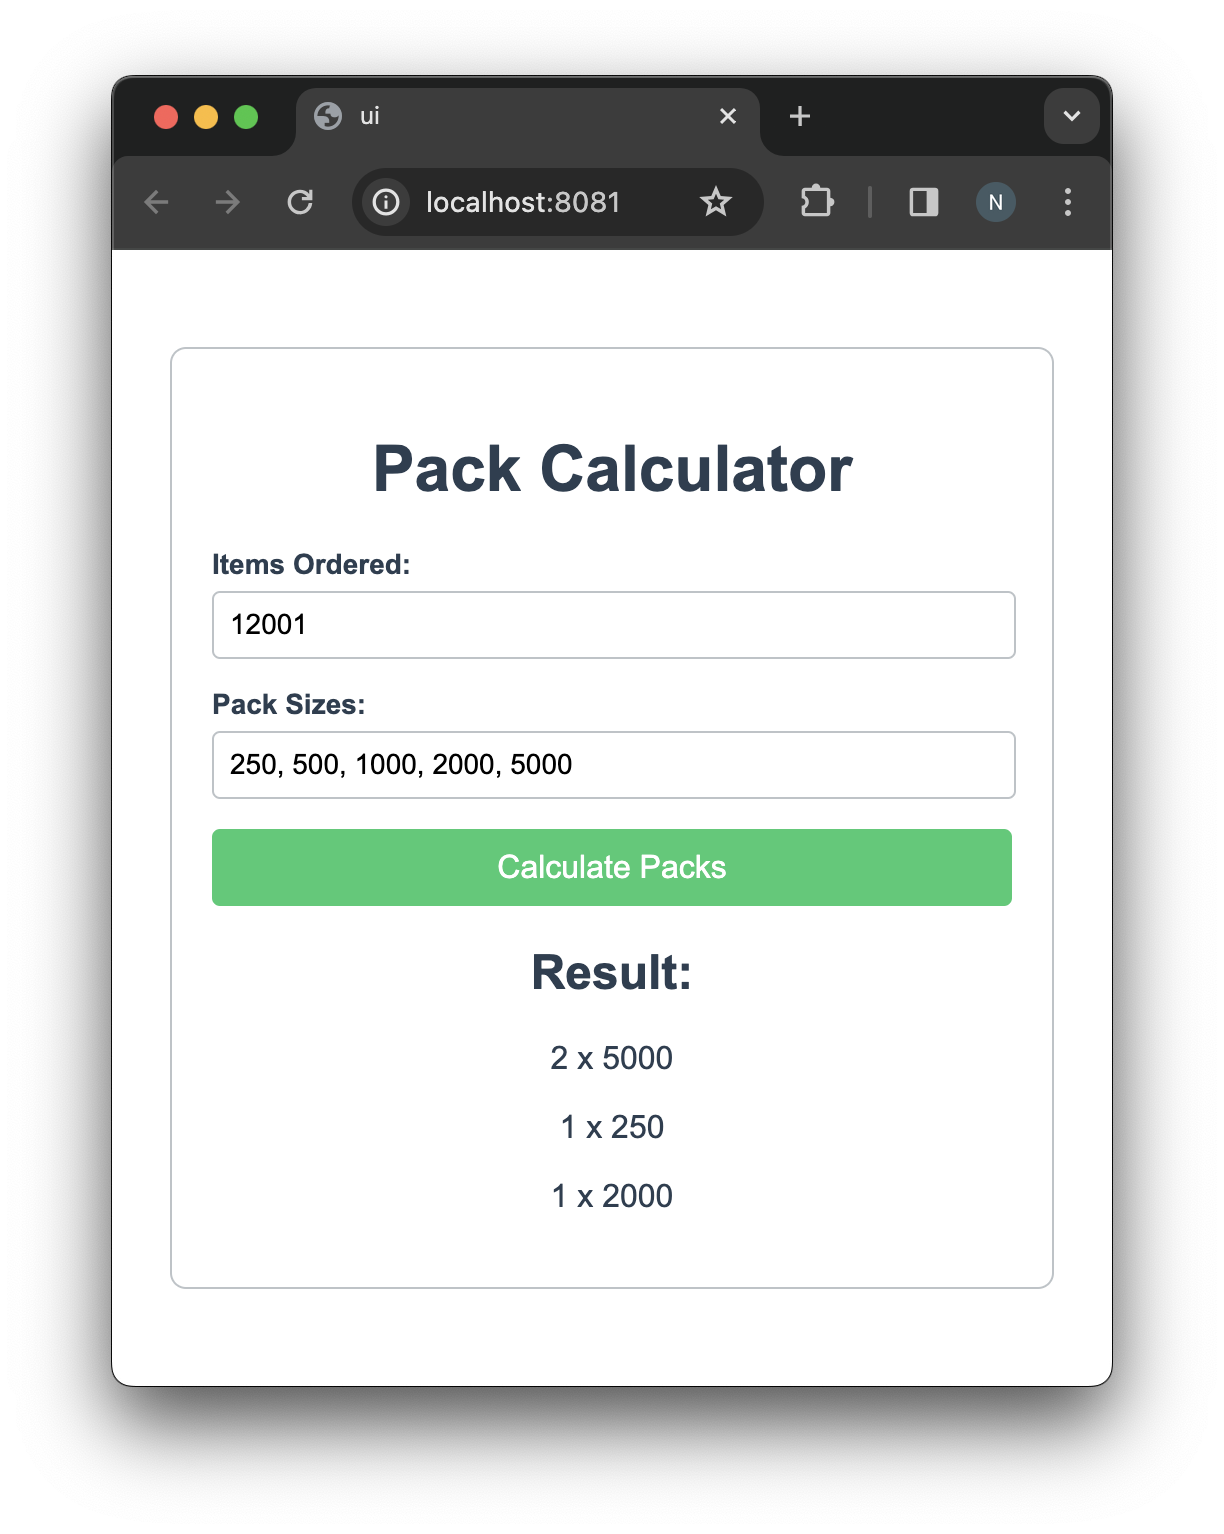 ui
localhost:8081
N
Pack Calculator
Items Ordered:
12001
Pack Sizes:
250, 500, 1000, 2000, 5000
Calculate Packs
Result:
2 x 5000
1 x 250
1 x 2000